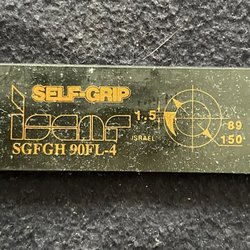 SELF-GRIP
iscar
SGFGH 90FL-4
1.5
ISRAEL
89
150